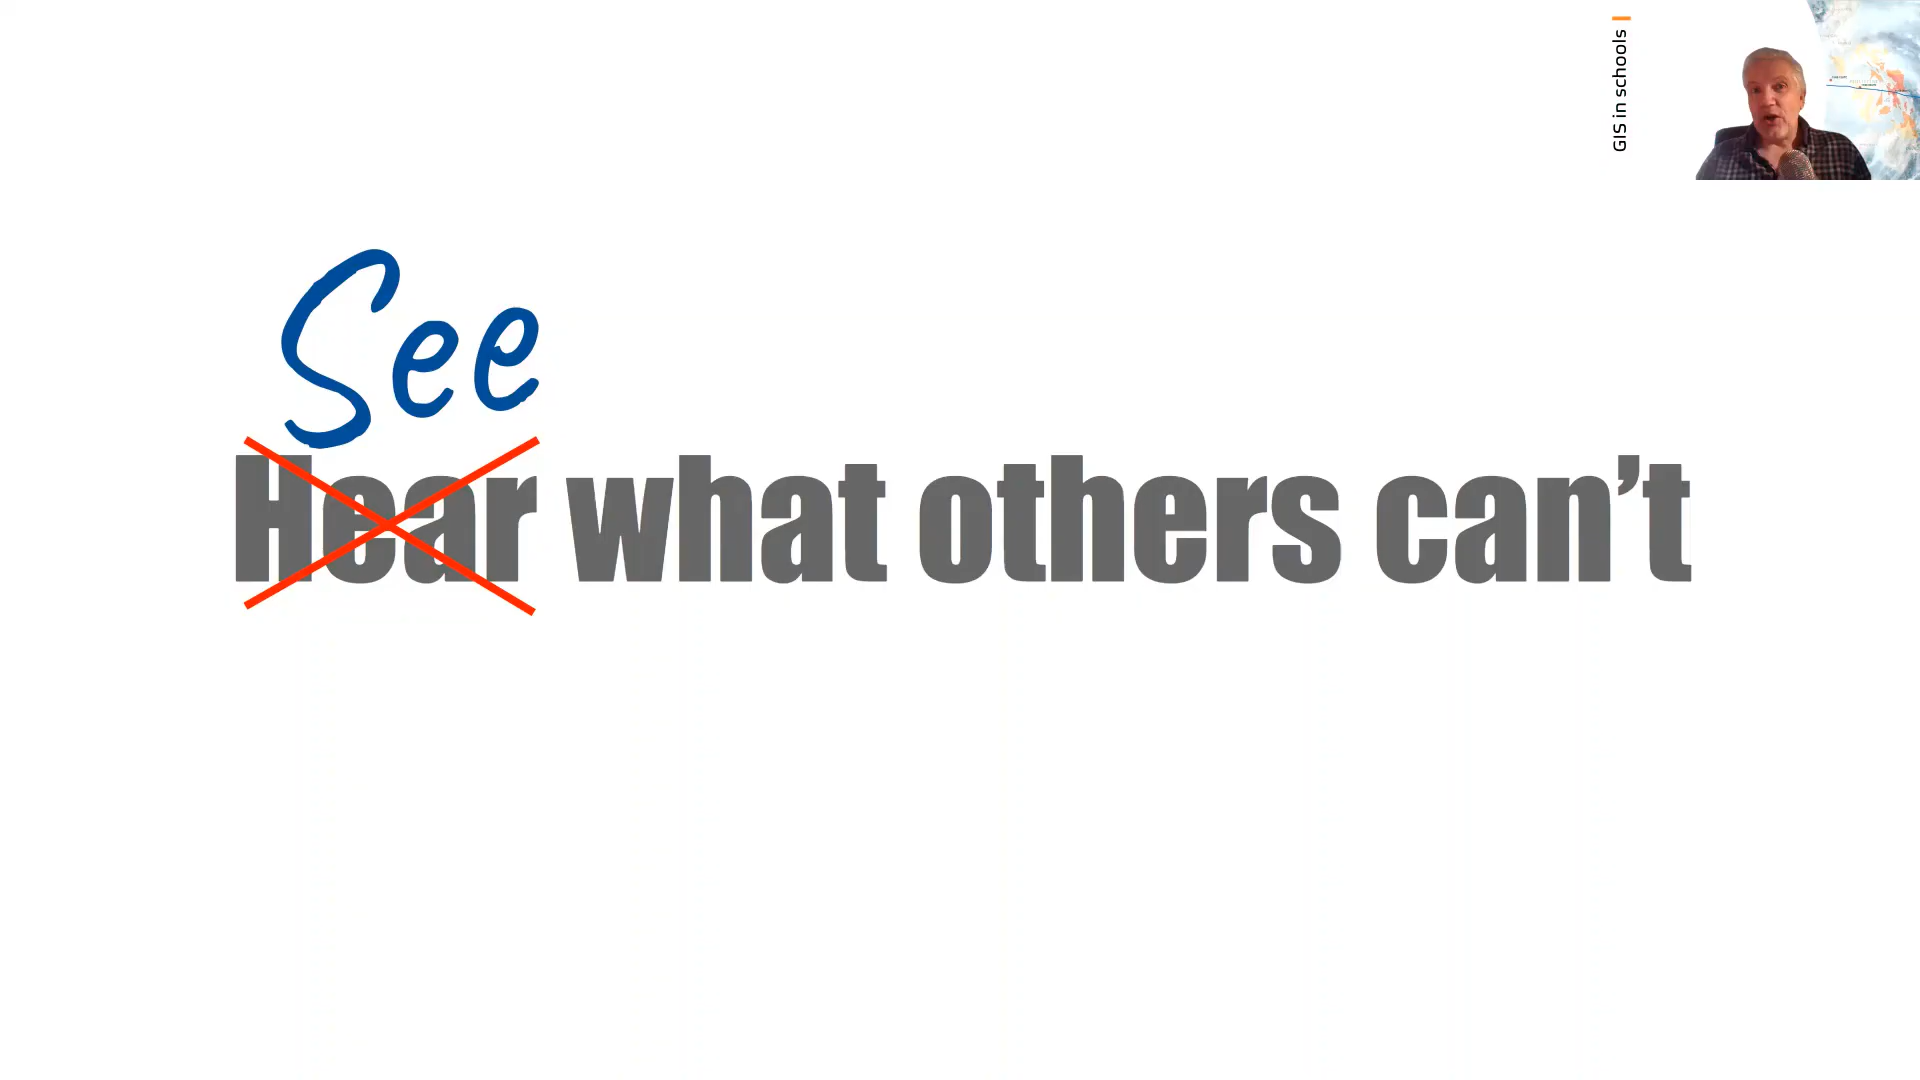 GIS in schools
See
Hear what others can’t